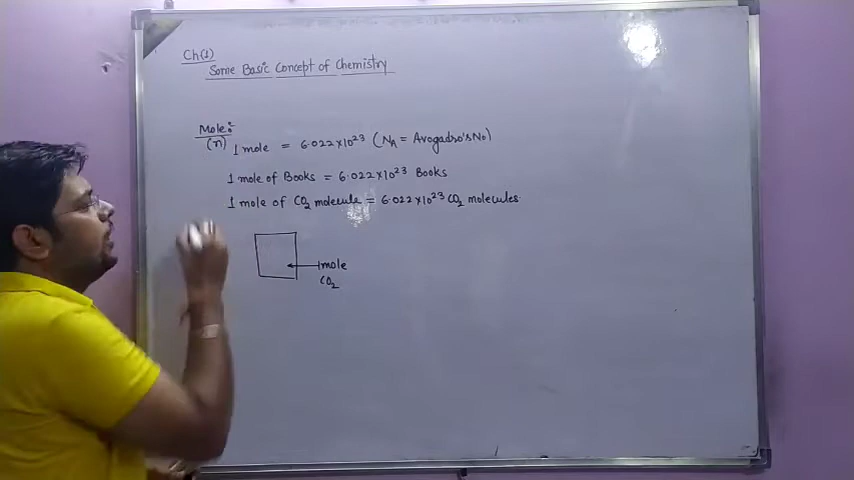 Ch(1)
Some Basic Concept of Chemistry
Mole:
(n)
1 mole = 6.022×10²³ (N_A = Avogadro's No)
1 mole of Books = 6.022×10²³ Books
1 mole of CO₂ molecule = 6.022×10²³ CO₂ molecules
1mole
CO₂